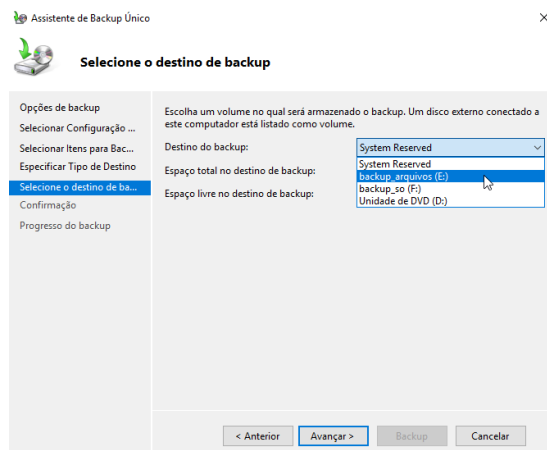 Assistente de Backup Único
Selecione o destino de backup
Opções de backup
Selecionar Configuração ...
Selecionar Itens para Bac...
Especificar Tipo de Destino
Selecione o destino de ba...
Confirmação
Progresso do backup
Escolha um volume no qual será armazenado o backup. Um disco externo conectado a
este computador está listado como volume.
Destino do backup:
System Reserved
Espaço total no destino de backup:
Espaço livre no destino de backup:
System Reserved
backup_arquivos (E:)
backup_so (F:)
Unidade de DVD (D:)
< Anterior
Avançar >
Backup
Cancelar